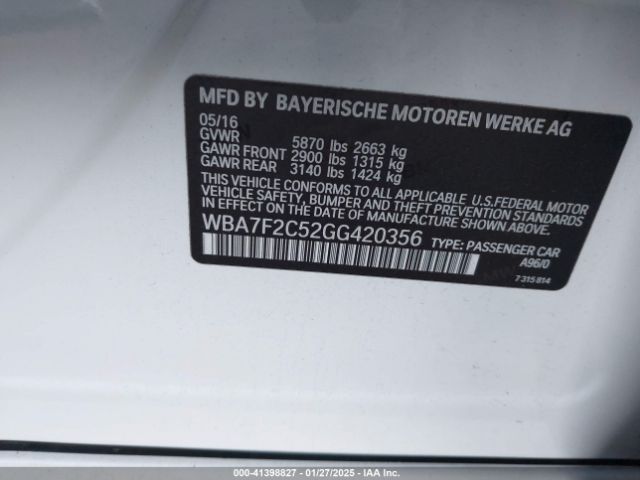 MFD BY BAYERISCHE MOTOREN WERKE AG
05/16
GVWR 5870 lbs 2663 kg
GAWR FRONT 2900 lbs 1315 kg
GAWR REAR 3140 lbs 1424 kg
THIS VEHICLE CONFORMS TO ALL APPLICABLE U.S.FEDERAL MOTOR
VEHICLE SAFETY, BUMPER AND THEFT PREVENTION STANDARDS
IN EFFECT ON THE DATE OF MANUFACTURE SHOWN ABOVE.
WBA7F2C52GG420356 TYPE: PASSENGER CAR
A96/0
7 315 814
000-41398827 - 01/27/2025 - IAA Inc.